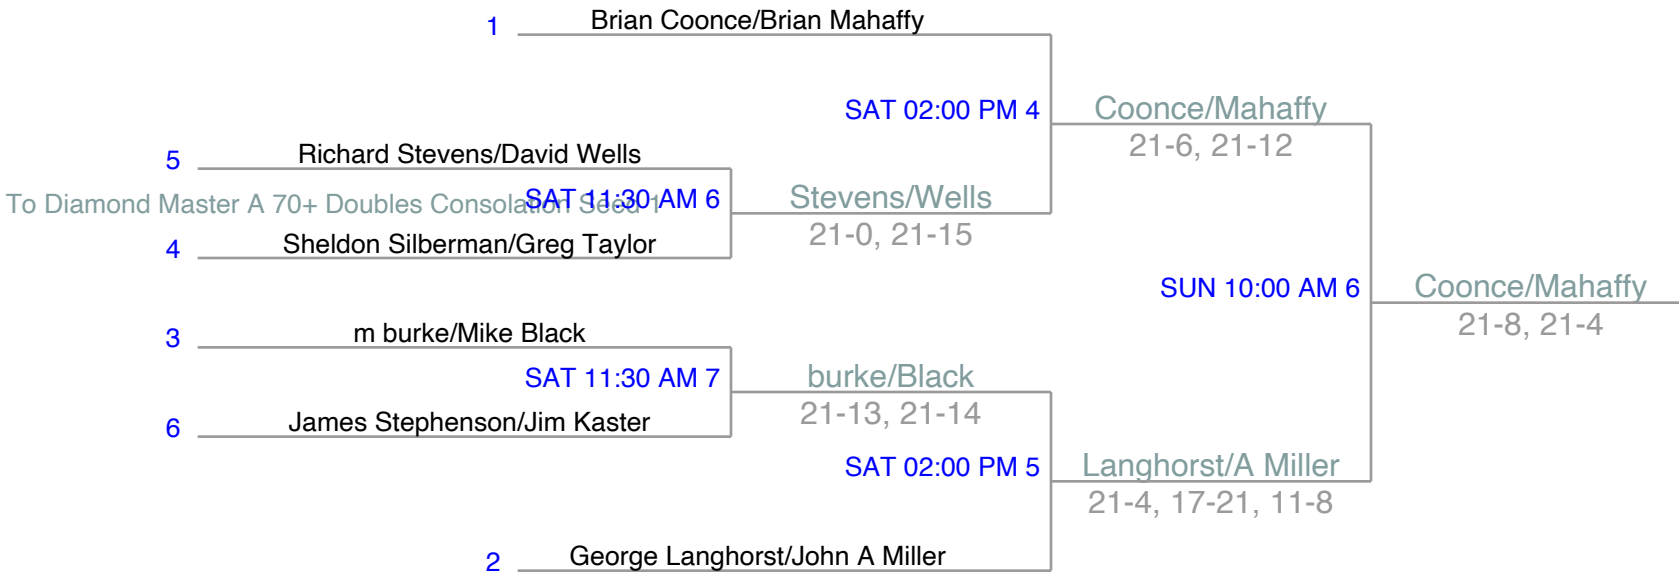 1 Brian Coonce/Brian Mahaffy
SAT 02:00 PM 4 Coonce/Mahaffy
21-6, 21-12
5 Richard Stevens/David Wells
To Diamond Master A 70+ Doubles Consolation Seed 1
SAT 11:30 AM 6 Stevens/Wells
21-0, 21-15
4 Sheldon Silberman/Greg Taylor
SUN 10:00 AM 6 Coonce/Mahaffy
21-8, 21-4
3 m burke/Mike Black
SAT 11:30 AM 7 burke/Black
21-13, 21-14
6 James Stephenson/Jim Kaster
SAT 02:00 PM 5 Langhorst/A Miller
21-4, 17-21, 11-8
2 George Langhorst/John A Miller